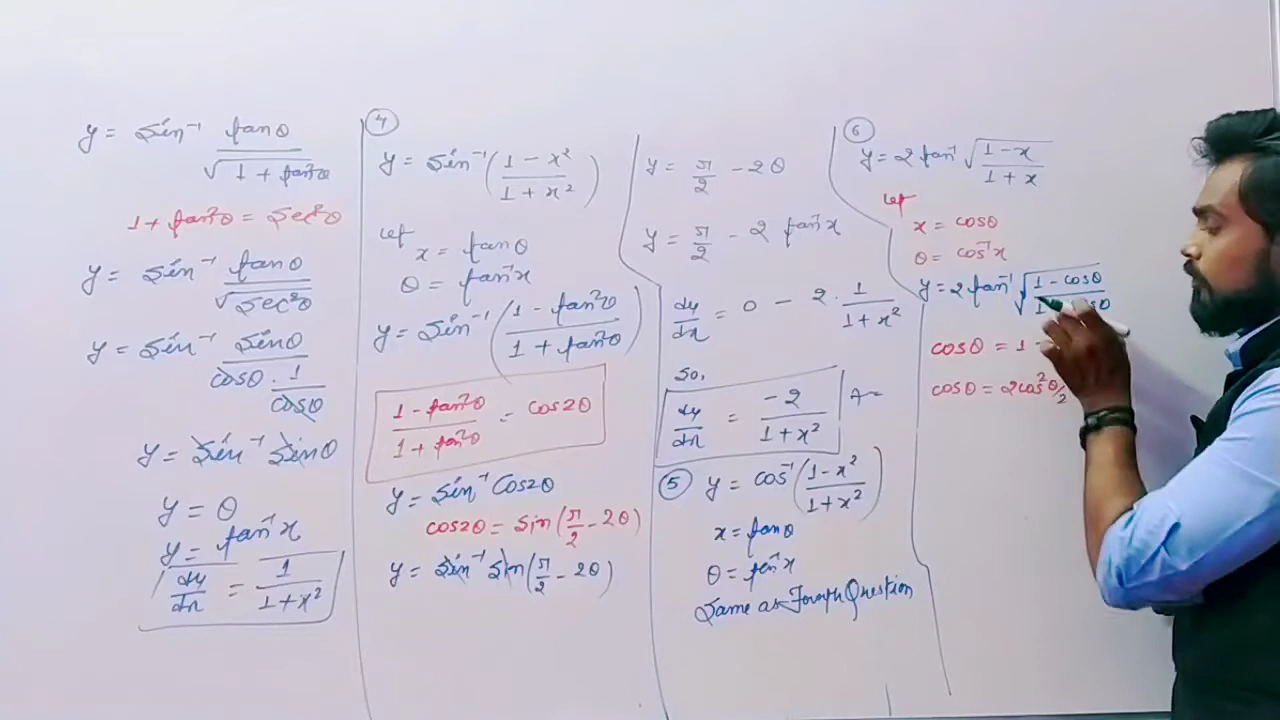 y = sin⁻¹ tanθ / √(1 + tan²θ)
1 + tan²θ = sec²θ
y = sin⁻¹ tanθ / √(sec²θ)
y = sin⁻¹ sinθ / (cosθ · 1/cosθ)
y = sin⁻¹ sinθ
y = θ
y = tan⁻¹x
dy/dx = 1/(1+x²)
④
y = sin⁻¹ ((1 - x²)/(1 + x²))
let x = tanθ
θ = tan⁻¹x
y = sin⁻¹ ((1 - tan²θ)/(1 + tan²θ))
(1 - tan²θ)/(1 + tan²θ) = cos2θ
y = sin⁻¹ cos2θ
cos2θ = sin(π/2 - 2θ)
y = sin⁻¹ sin(π/2 - 2θ)
y = π/2 - 2θ
y = π/2 - 2 tan⁻¹x
dy/dx = 0 - 2 · 1/(1+x²)
so,
dy/dx = -2/(1+x²)
⑤ y = cos⁻¹ ((1-x²)/(1+x²))
x = tanθ
θ = tan⁻¹x
Same as Fourth Question
⑥
y = 2 tan⁻¹ √((1-x)/(1+x))
let
x = cosθ
θ = cos⁻¹x
y = 2 tan⁻¹ √(1 - cosθ
cosθ = 1 -
cosθ = 2cos²θ/2